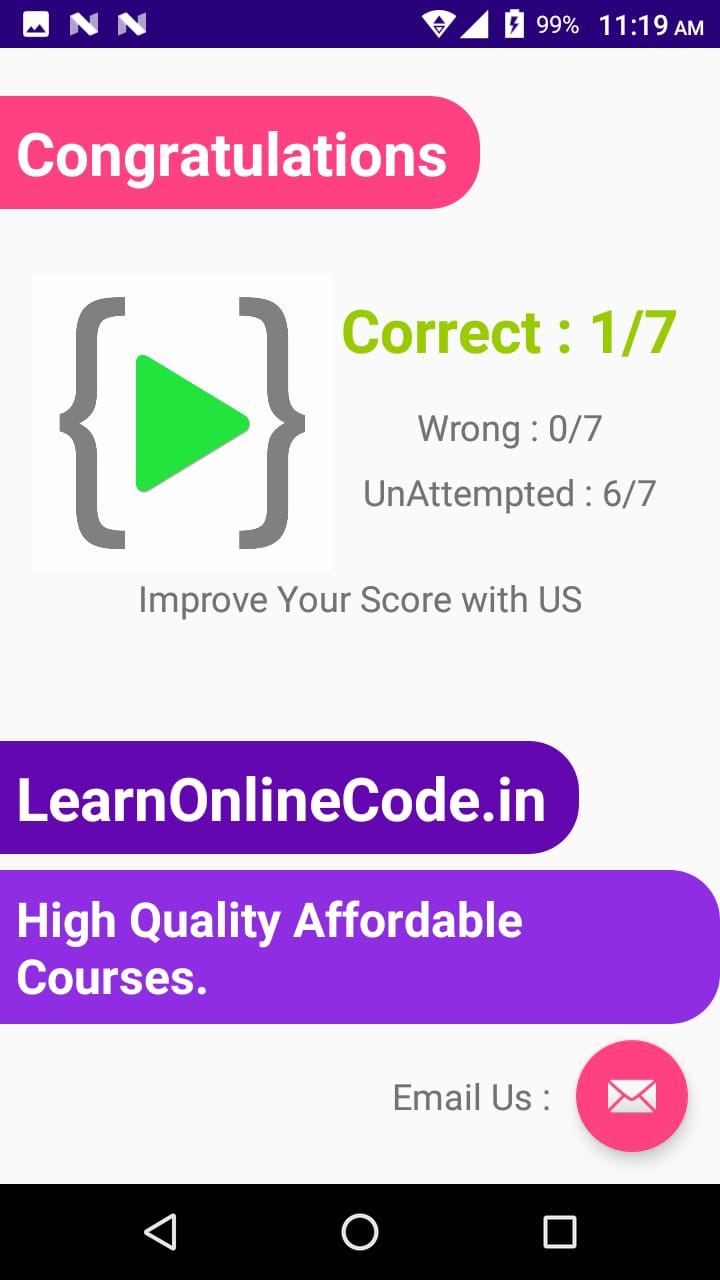 99% 11:19 AM
Congratulations
Correct : 1/7
Wrong : 0/7
UnAttempted : 6/7
Improve Your Score with US
LearnOnlineCode.in
High Quality Affordable
Courses.
Email Us :